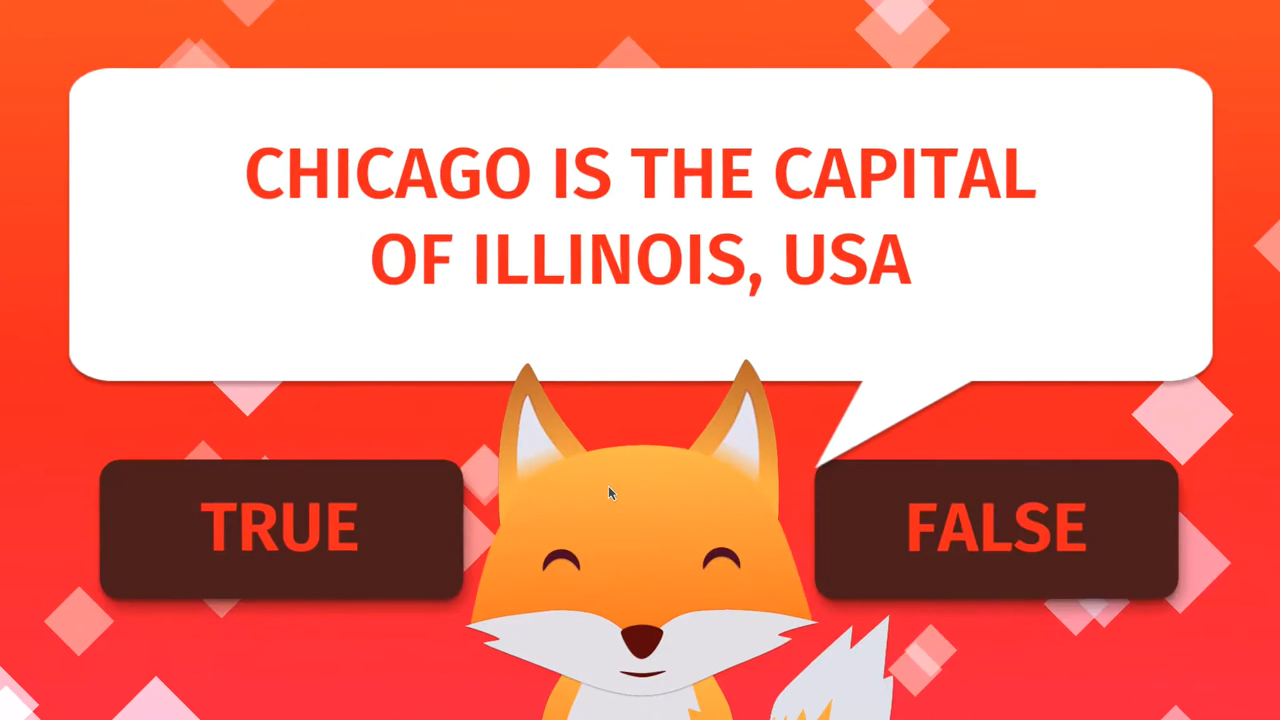 CHICAGO IS THE CAPITAL
OF ILLINOIS, USA
TRUE
FALSE